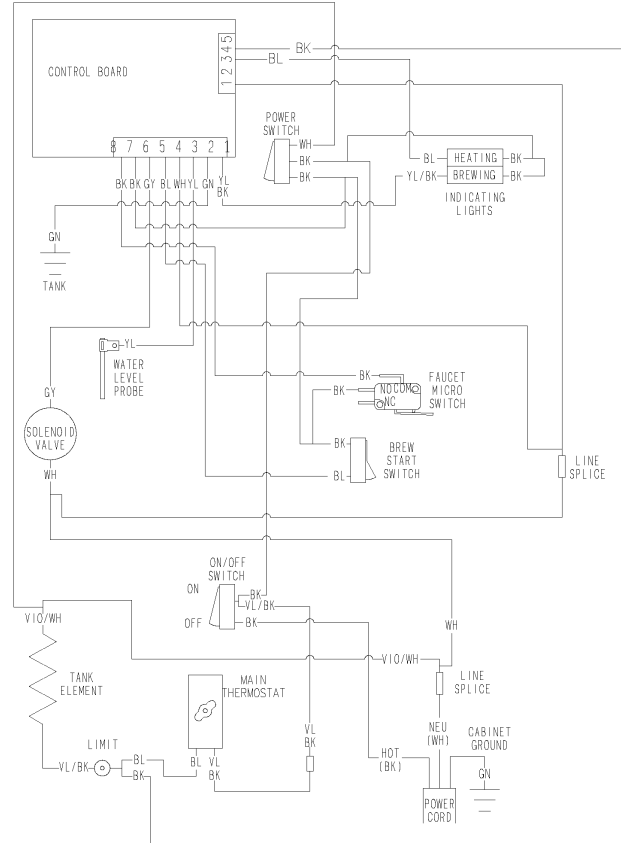 BK
BL
CONTROL BOARD
1 2 3 4 5
POWER
SWITCH
WH
8 7 6 5 4 3 2 1
BK
BL HEATING BK
BK BK GY BL WH YL GN YL
BK
BK
YL/BK BREWING BK
INDICATING
LIGHTS
GN
TANK
YL
WATER
LEVEL
PROBE
BK
FAUCET
MICRO
SWITCH
BK
NO COM
NC
GY
SOLENOID
VALVE
BK
BREW
START
SWITCH
BL
WH
LINE
SPLICE
ON/OFF
SWITCH
ON
BK
VL/BK
OFF
BK
VIO/WH
WH
VIO/WH
TANK
ELEMENT
MAIN
THERMOSTAT
LINE
SPLICE
VL
BK
NEU
(WH)
CABINET
GROUND
LIMIT
HOT
(BK)
BL
BL
VL
BK
VL/BK
BK
GN
POWER
CORD